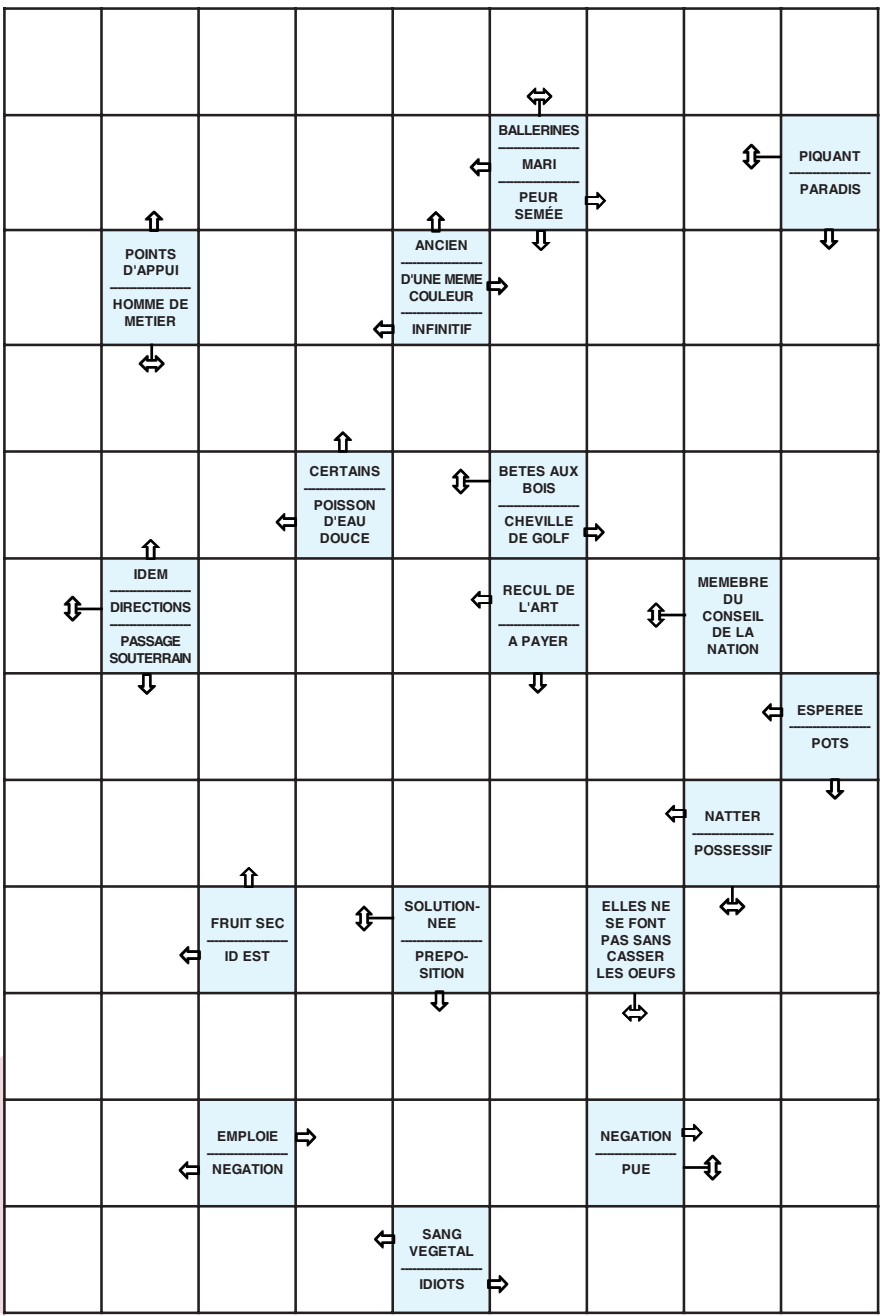 BALLERINES
MARI
PEUR
SEMÉE
PIQUANT
PARADIS
POINTS
D'APPUI
HOMME DE
METIER
ANCIEN
D'UNE MEME
COULEUR
INFINITIF
CERTAINS
POISSON
D'EAU
DOUCE
BETES AUX
BOIS
CHEVILLE
DE GOLF
IDEM
DIRECTIONS
PASSAGE
SOUTERRAIN
RECUL DE
L'ART
A PAYER
MEMEBRE
DU
CONSEIL
DE LA
NATION
ESPEREE
POTS
NATTER
POSSESSIF
FRUIT SEC
ID EST
SOLUTION-
NEE
PREPO-
SITION
ELLES NE
SE FONT
PAS SANS
CASSER
LES OEUFS
EMPLOIE
NEGATION
NEGATION
PUE
SANG
VEGETAL
IDIOTS